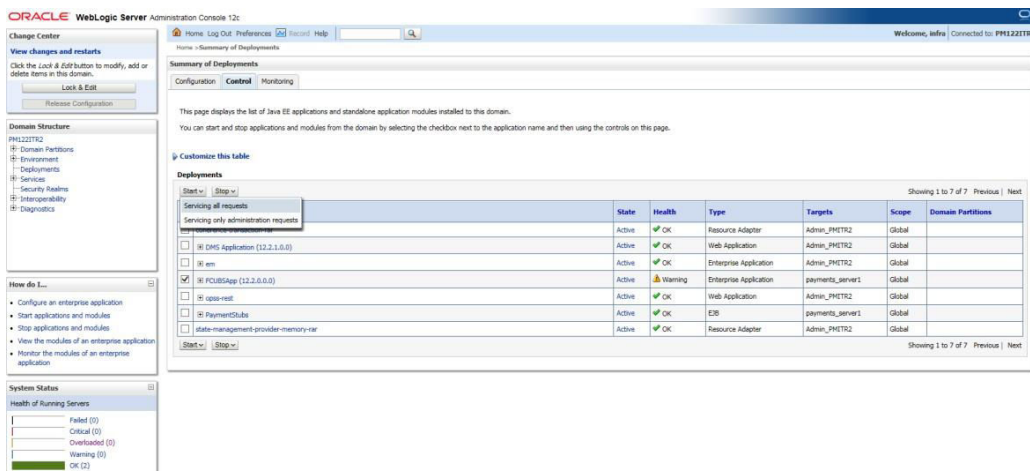 ORACLE WebLogic Server Administration Console 12c
Change Center
View changes and restarts
Click the Lock & Edit button to modify, add or
delete items in this domain.
Lock & Edit
Release Configuration
Domain Structure
PM122ITR2
Domain Partitions
Environment
Deployments
Services
Security Realms
Interoperability
Diagnostics
How do I...
Configure an enterprise application
Start applications and modules
Stop applications and modules
View the modules of an enterprise application
Monitor the modules of an enterprise
application
System Status
Health of Running Servers
Failed (0)
Critical (0)
Overloaded (0)
Warning (0)
OK (2)
Home Log Out Preferences Record Help
Welcome, infra Connected to: PM122ITR
Home >Summary of Deployments
Summary of Deployments
Configuration Control Monitoring
This page displays the list of Java EE applications and standalone application modules installed to this domain.
You can start and stop applications and modules from the domain by selecting the checkbox next to the application name and then using the controls on this page.
Customize this table
Deployments
Start Stop Showing 1 to 7 of 7 Previous | Next
Servicing all requests
Servicing only administration requests
State Health Type Targets Scope Domain Partitions
coherence-transaction-rar Active OK Resource Adapter Admin_PMITR2 Global
DMS Application (12.2.1.0.0) Active OK Web Application Admin_PMITR2 Global
em Active OK Enterprise Application Admin_PMITR2 Global
FCUBSApp (12.2.0.0.0) Active Warning Enterprise Application payments_server1 Global
opss-rest Active OK Web Application Admin_PMITR2 Global
PaymentStubs Active OK EJB payments_server1 Global
state-management-provider-memory-rar Active OK Resource Adapter Admin_PMITR2 Global
Start Stop Showing 1 to 7 of 7 Previous | Next